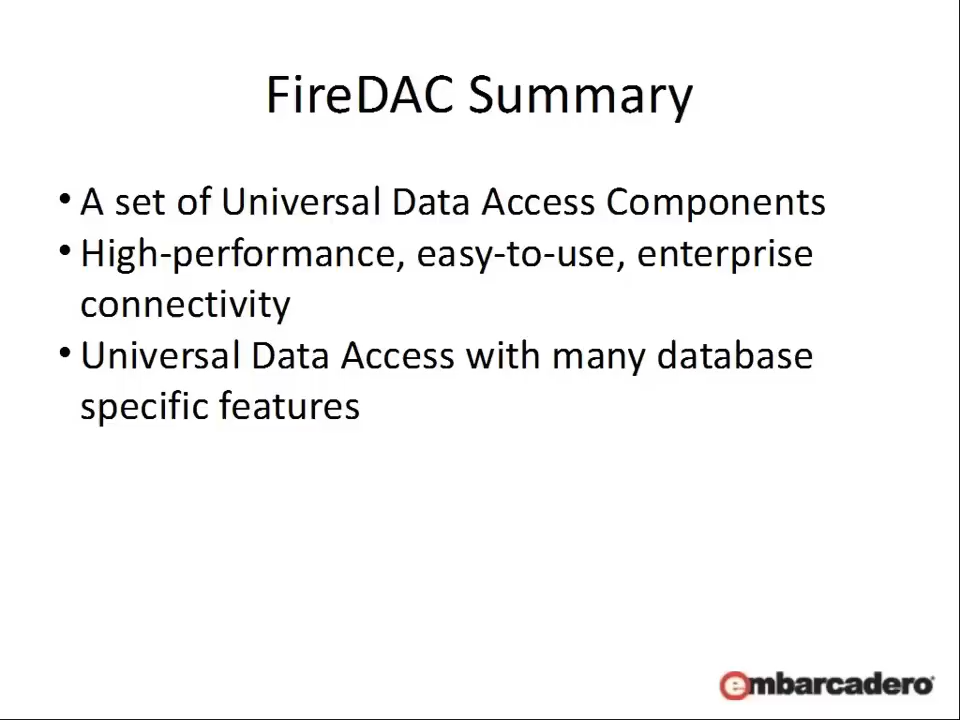 FireDAC Summary
• A set of Universal Data Access Components
• High-performance, easy-to-use, enterprise
connectivity
• Universal Data Access with many database
specific features
embarcadero